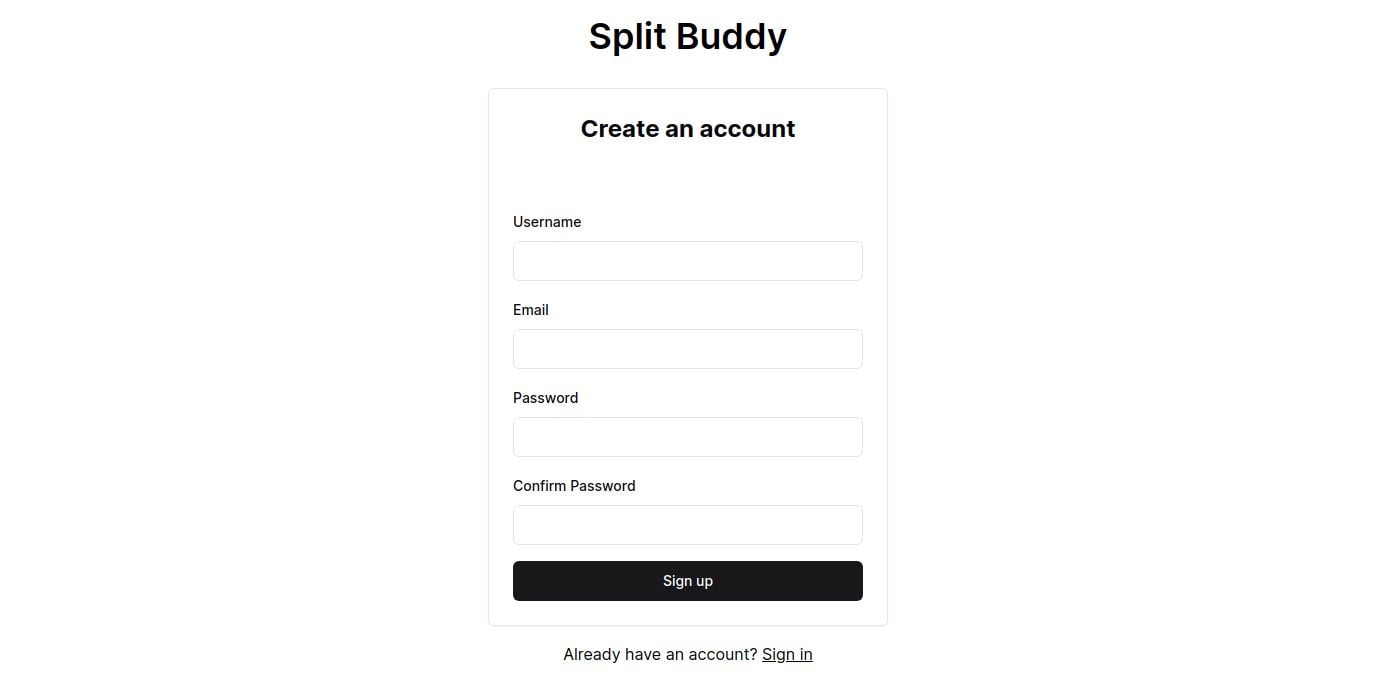 Split Buddy
Create an account
Username
Email
Password
Confirm Password
Sign up
Already have an account? Sign in